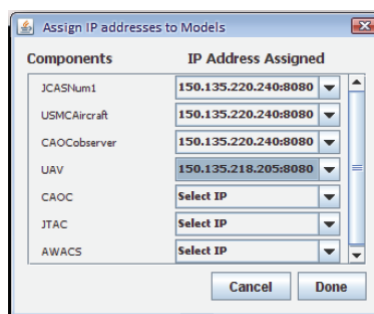 Assign IP addresses to Models
Components IP Address Assigned
JCASNum1 150.135.220.240:8080
USMCAircraft 150.135.220.240:8080
CAOCobserver 150.135.220.240:8080
UAV 150.135.218.205:8080
CAOC Select IP
JTAC Select IP
AWACS Select IP
Cancel Done